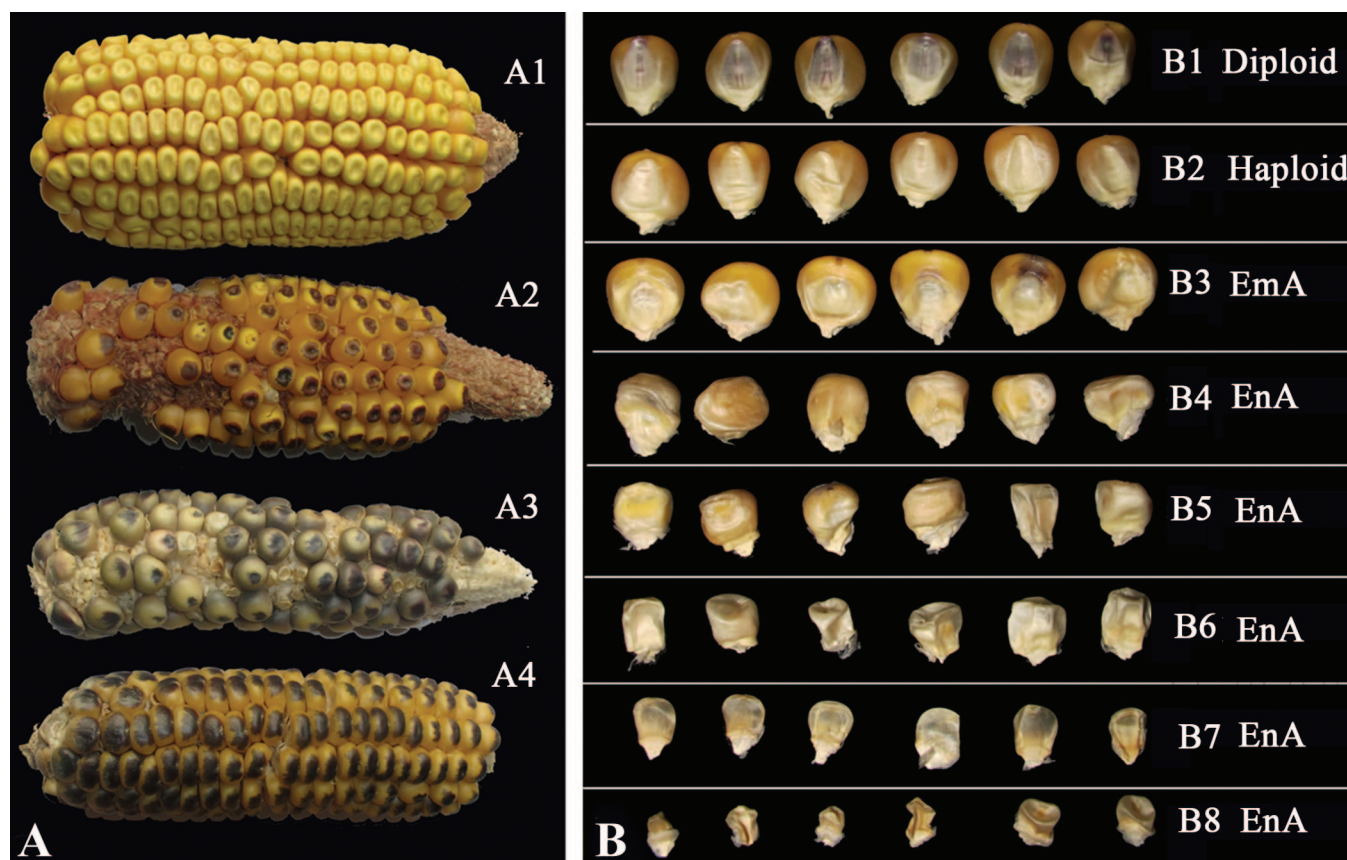 A1
A2
A3
A4
A
B1 Diploid
B2 Haploid
B3 EmA
B4 EnA
B5 EnA
B6 EnA
B7 EnA
B8 EnA
B